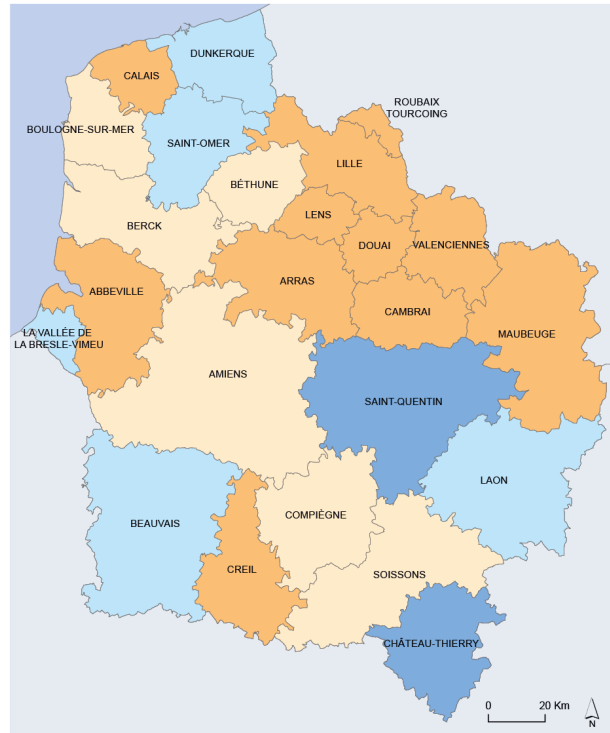 DUNKERQUE
CALAIS
ROUBAIX
TOURCOING
BOULOGNE-SUR-MER
SAINT-OMER
LILLE
BÉTHUNE
LENS
BERCK
DOUAI
VALENCIENNES
ARRAS
ABBEVILLE
CAMBRAI
LA VALLÉE DE
LA BRESLE-VIMEU
MAUBEUGE
AMIENS
SAINT-QUENTIN
LAON
BEAUVAIS
COMPIÈGNE
CREIL
SOISSONS
CHÂTEAU-THIERRY
0 20 Km
N